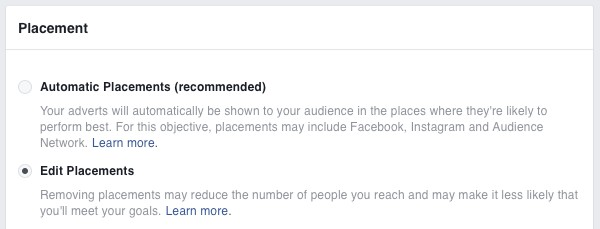 Placement
Automatic Placements (recommended)
Your adverts will automatically be shown to your audience in the places where they're likely to
perform best. For this objective, placements may include Facebook, Instagram and Audience
Network. Learn more.
Edit Placements
Removing placements may reduce the number of people you reach and may make it less likely that
you'll meet your goals. Learn more.